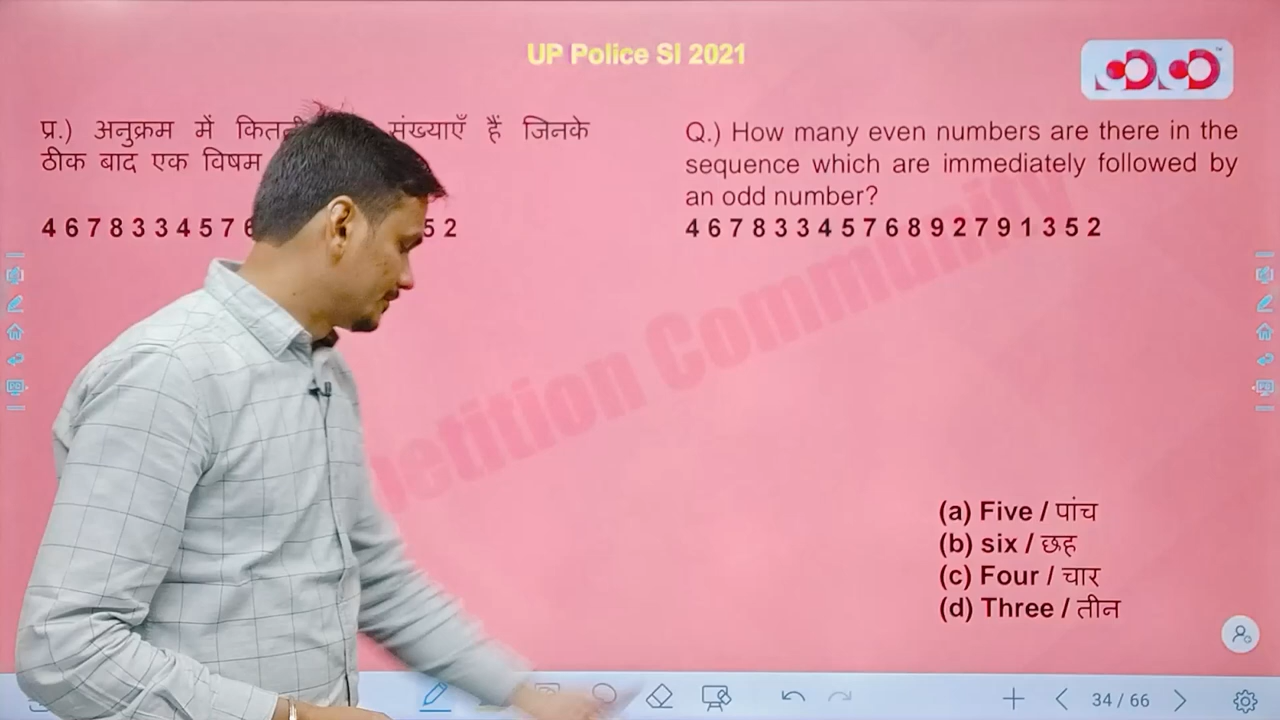 UP Police SI 2021
प्र.) अनुक्रम में संख्याएँ हैं जिनके
ठीक बाद एक विषम
4 6 7 8 3 3 4 5 7 6 5 2
Q.) How many even numbers are there in the
sequence which are immediately followed by
an odd number?
4 6 7 8 3 3 4 5 7 6 8 9 2 7 9 1 3 5 2
(a) Five / पांच
(b) six / छह
(c) Four / चार
(d) Three / तीन
34 / 66